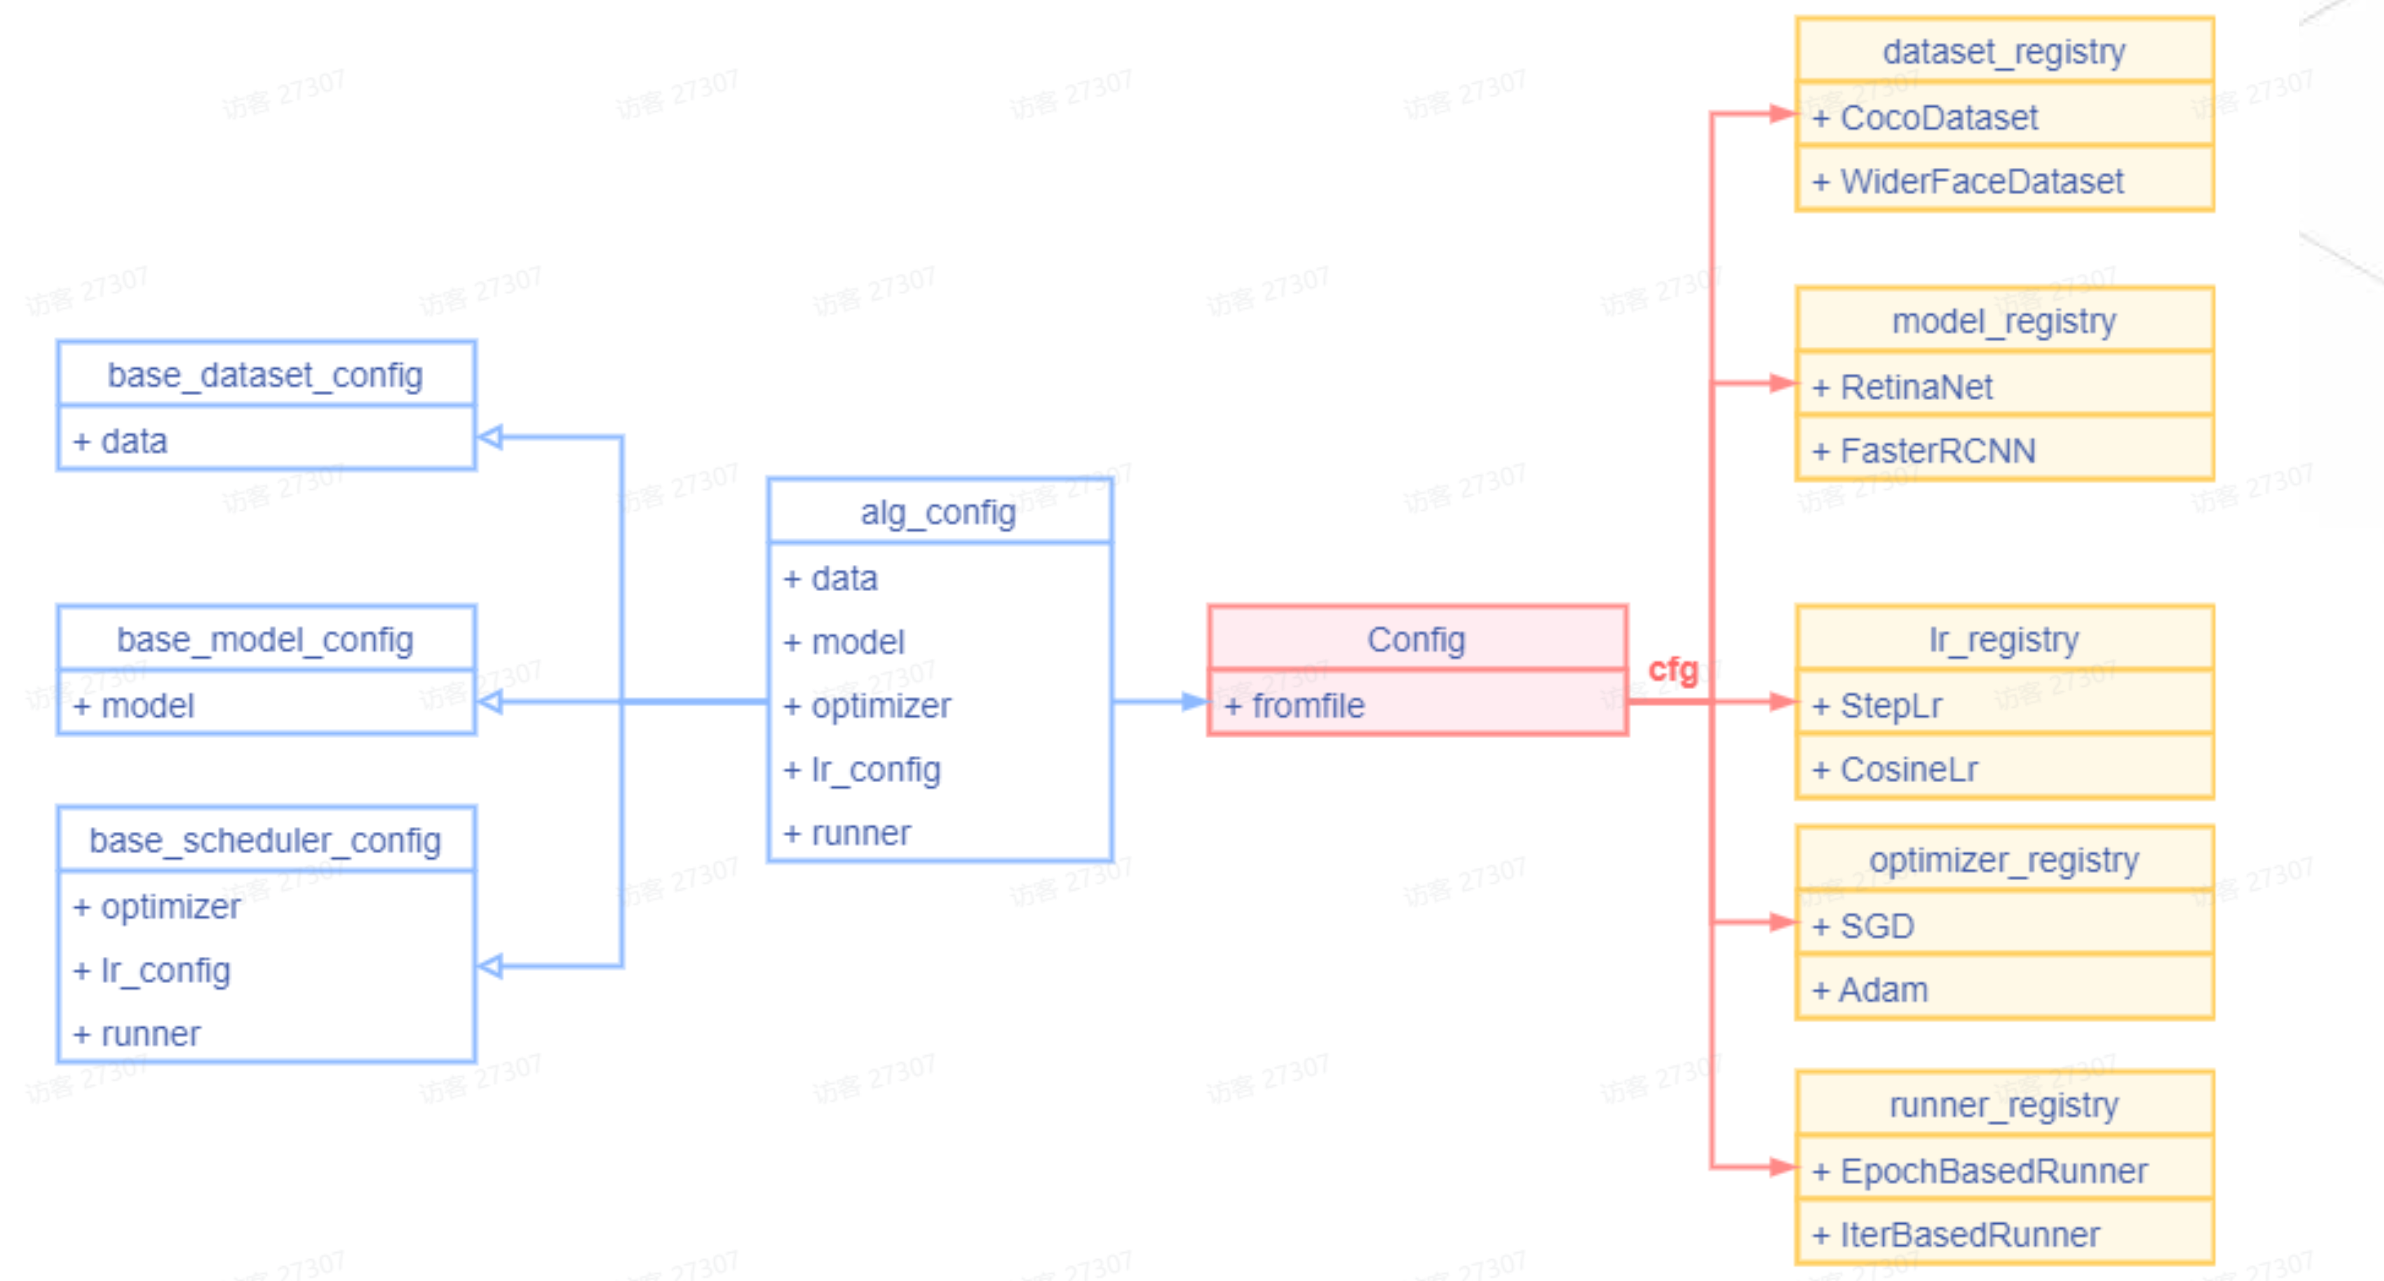 base_dataset_config
+ data
base_model_config
+ model
base_scheduler_config
+ optimizer
+ lr_config
+ runner
alg_config
+ data
+ model
+ optimizer
+ lr_config
+ runner
Config
+ fromfile
cfg
dataset_registry
+ CocoDataset
+ WiderFaceDataset
model_registry
+ RetinaNet
+ FasterRCNN
lr_registry
+ StepLr
+ CosineLr
optimizer_registry
+ SGD
+ Adam
runner_registry
+ EpochBasedRunner
+ IterBasedRunner
访客 27307